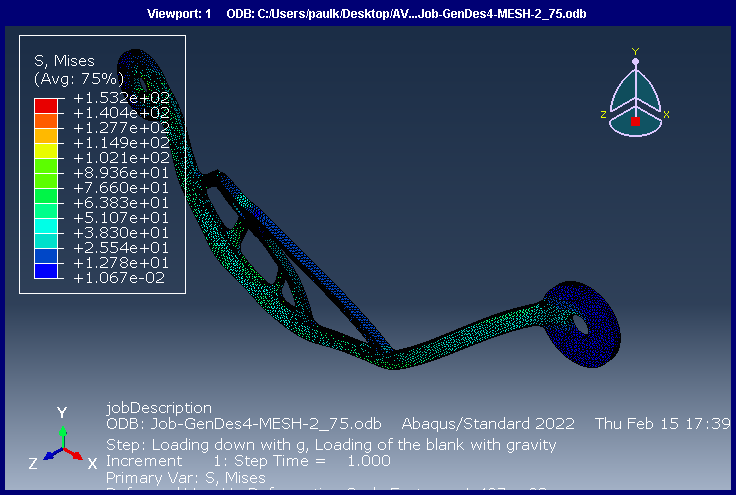 Viewport: 1 ODB: C:/Users/paulk/Desktop/AV...Job-GenDes4-MESH-2_75.odb
S, Mises
(Avg: 75%)
+1.532e+02
+1.404e+02
+1.277e+02
+1.149e+02
+1.021e+02
+8.936e+01
+7.660e+01
+6.383e+01
+5.107e+01
+3.830e+01
+2.554e+01
+1.278e+01
+1.067e-02
Y
Z
X
Y
Z
X
jobDescription
ODB: Job-GenDes4-MESH-2_75.odb Abaqus/Standard 2022 Thu Feb 15 17:39
Step: Loading down with g, Loading of the blank with gravity
Increment 1: Step Time = 1.000
Primary Var: S, Mises